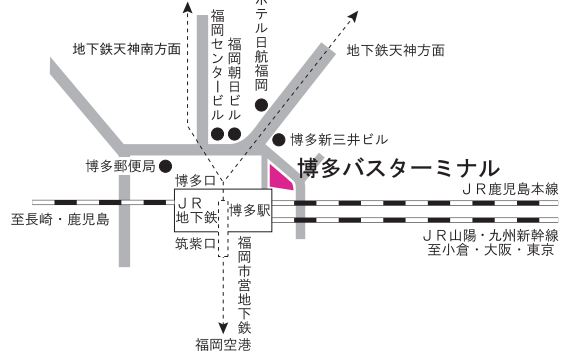 ホテル日航福岡
福岡センタービル
福岡朝日ビル
地下鉄天神南方面
地下鉄天神方面
博多新三井ビル
博多郵便局
博多バスターミナル
博多口
JR鹿児島本線
JR
地下鉄
博多駅
至長崎・鹿児島
筑紫口
福岡市営地下鉄
JR山陽・九州新幹線
至小倉・大阪・東京
福岡空港